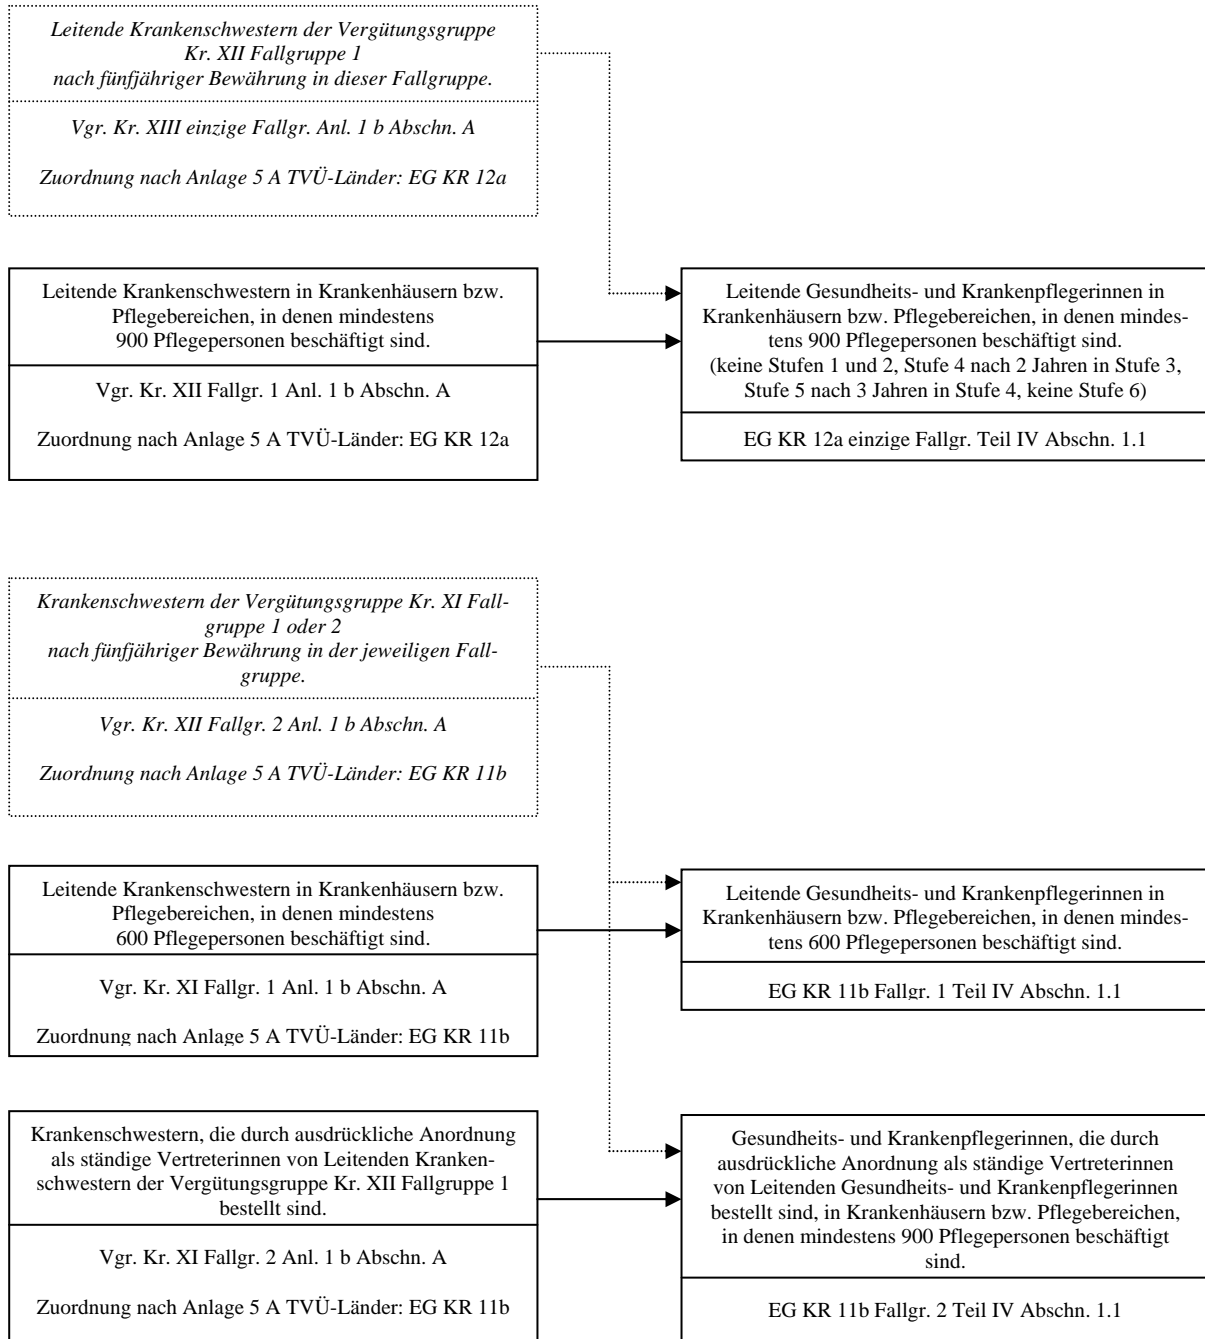 Leitende Krankenschwestern der Vergütungsgruppe
Kr. XII Fallgruppe 1
nach fünfjähriger Bewährung in dieser Fallgruppe.
Vgr. Kr. XIII einzige Fallgr. Anl. 1 b Abschn. A
Zuordnung nach Anlage 5 A TVÜ-Länder: EG KR 12a
Leitende Krankenschwestern in Krankenhäusern bzw.
Pflegebereichen, in denen mindestens
900 Pflegepersonen beschäftigt sind.
Vgr. Kr. XII Fallgr. 1 Anl. 1 b Abschn. A
Zuordnung nach Anlage 5 A TVÜ-Länder: EG KR 12a
Leitende Gesundheits- und Krankenpflegerinnen in
Krankenhäusern bzw. Pflegebereichen, in denen mindes-
tens 900 Pflegepersonen beschäftigt sind.
(keine Stufen 1 und 2, Stufe 4 nach 2 Jahren in Stufe 3,
Stufe 5 nach 3 Jahren in Stufe 4, keine Stufe 6)
EG KR 12a einzige Fallgr. Teil IV Abschn. 1.1
Krankenschwestern der Vergütungsgruppe Kr. XI Fall-
gruppe 1 oder 2
nach fünfjähriger Bewährung in der jeweiligen Fall-
gruppe.
Vgr. Kr. XII Fallgr. 2 Anl. 1 b Abschn. A
Zuordnung nach Anlage 5 A TVÜ-Länder: EG KR 11b
Leitende Krankenschwestern in Krankenhäusern bzw.
Pflegebereichen, in denen mindestens
600 Pflegepersonen beschäftigt sind.
Vgr. Kr. XI Fallgr. 1 Anl. 1 b Abschn. A
Zuordnung nach Anlage 5 A TVÜ-Länder: EG KR 11b
Leitende Gesundheits- und Krankenpflegerinnen in
Krankenhäusern bzw. Pflegebereichen, in denen mindes-
tens 600 Pflegepersonen beschäftigt sind.
EG KR 11b Fallgr. 1 Teil IV Abschn. 1.1
Krankenschwestern, die durch ausdrückliche Anordnung
als ständige Vertreterinnen von Leitenden Kranken-
schwestern der Vergütungsgruppe Kr. XII Fallgruppe 1
bestellt sind.
Vgr. Kr. XI Fallgr. 2 Anl. 1 b Abschn. A
Zuordnung nach Anlage 5 A TVÜ-Länder: EG KR 11b
Gesundheits- und Krankenpflegerinnen, die durch
ausdrückliche Anordnung als ständige Vertreterinnen
von Leitenden Gesundheits- und Krankenpflegerinnen
bestellt sind, in Krankenhäusern bzw. Pflegebereichen,
in denen mindestens 900 Pflegepersonen beschäftigt
sind.
EG KR 11b Fallgr. 2 Teil IV Abschn. 1.1